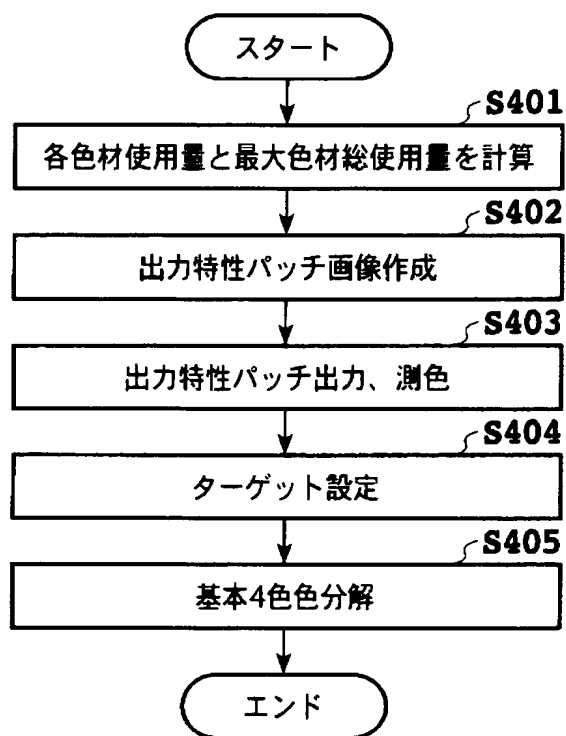 スタート
S401
各色材使用量と最大色材総使用量を計算
S402
出力特性パッチ画像作成
S403
出力特性パッチ出力、測色
S404
ターゲット設定
S405
基本4色色分解
エンド